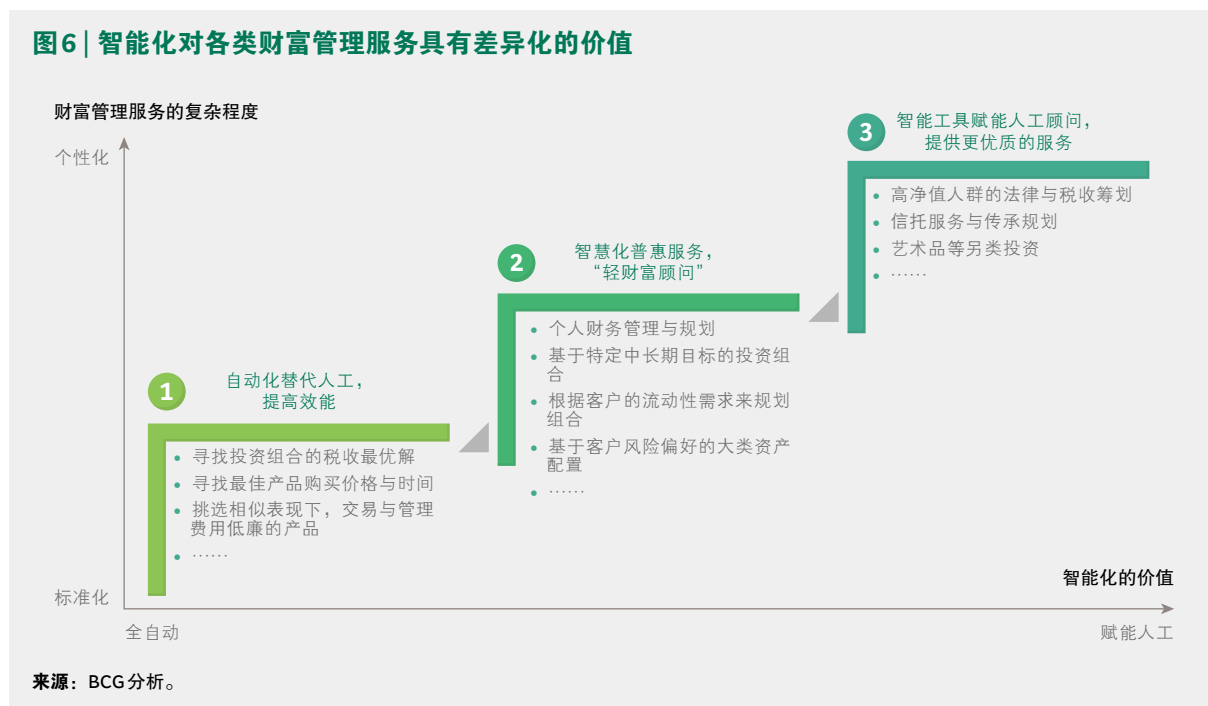 图6 | 智能化对各类财富管理服务具有差异化的价值
财富管理服务的复杂程度
个性化
3
智能工具赋能人工顾问，
提供更优质的服务
• 高净值人群的法律与税收筹划
• 信托服务与传承规划
• 艺术品等另类投资
• ……
2
智慧化普惠服务，
“轻财富顾问”
• 个人财务管理与规划
• 基于特定中长期目标的投资组
合
• 根据客户的流动性需求来规划
组合
• 基于客户风险偏好的大类资产
配置
• ……
1
自动化替代人工，
提高效能
• 寻找投资组合的税收最优解
• 寻找最佳产品购买价格与时间
• 挑选相似表现下，交易与管理
费用低廉的产品
• ……
智能化的价值
标准化
全自动
赋能人工
来源：BCG分析。